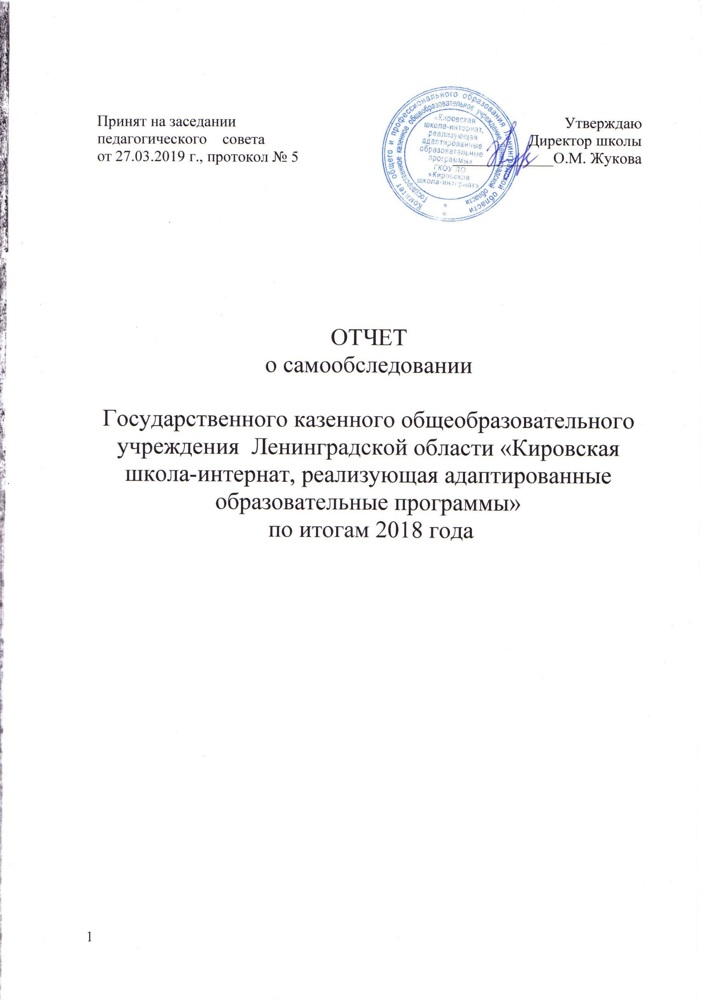 Принят на заседании
педагогического совета
от 27.03.2019 г., протокол № 5
Комитет общего и профессионального образования Ленинградской области
Государственное казенное общеобразовательное учреждение Ленинградской области
«Кировская
школа-интернат,
реализующая
адаптированные
образовательные
программы»
ГКОУ ЛО
«Кировская
школа-интернат»
* *
Утверждаю
Директор школы
О.М. Жукова
ОТЧЕТ
о самообследовании
Государственного казенного общеобразовательного
учреждения Ленинградской области «Кировская
школа-интернат, реализующая адаптированные
образовательные программы»
по итогам 2018 года
1